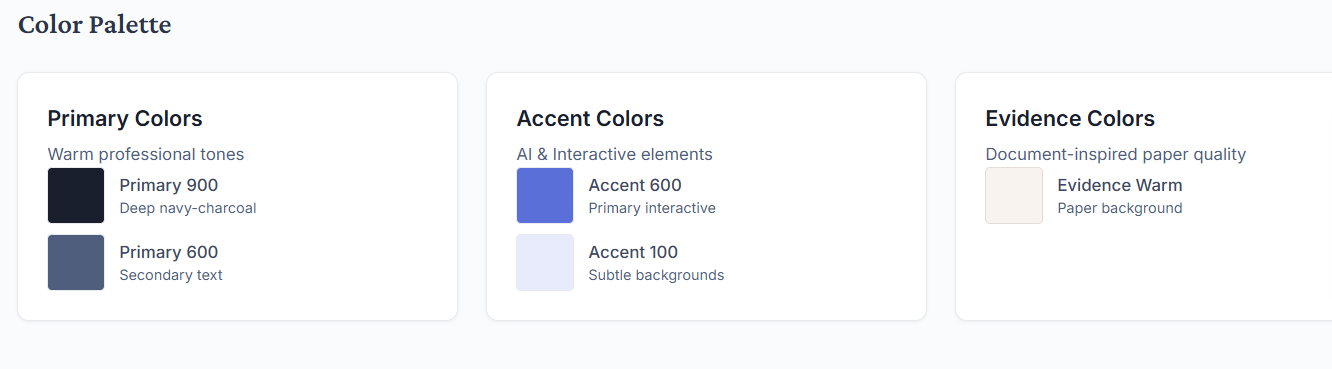 Color Palette
Primary Colors
Warm professional tones
Primary 900
Deep navy-charcoal
Primary 600
Secondary text
Accent Colors
AI & Interactive elements
Accent 600
Primary interactive
Accent 100
Subtle backgrounds
Evidence Colors
Document-inspired paper quality
Evidence Warm
Paper background